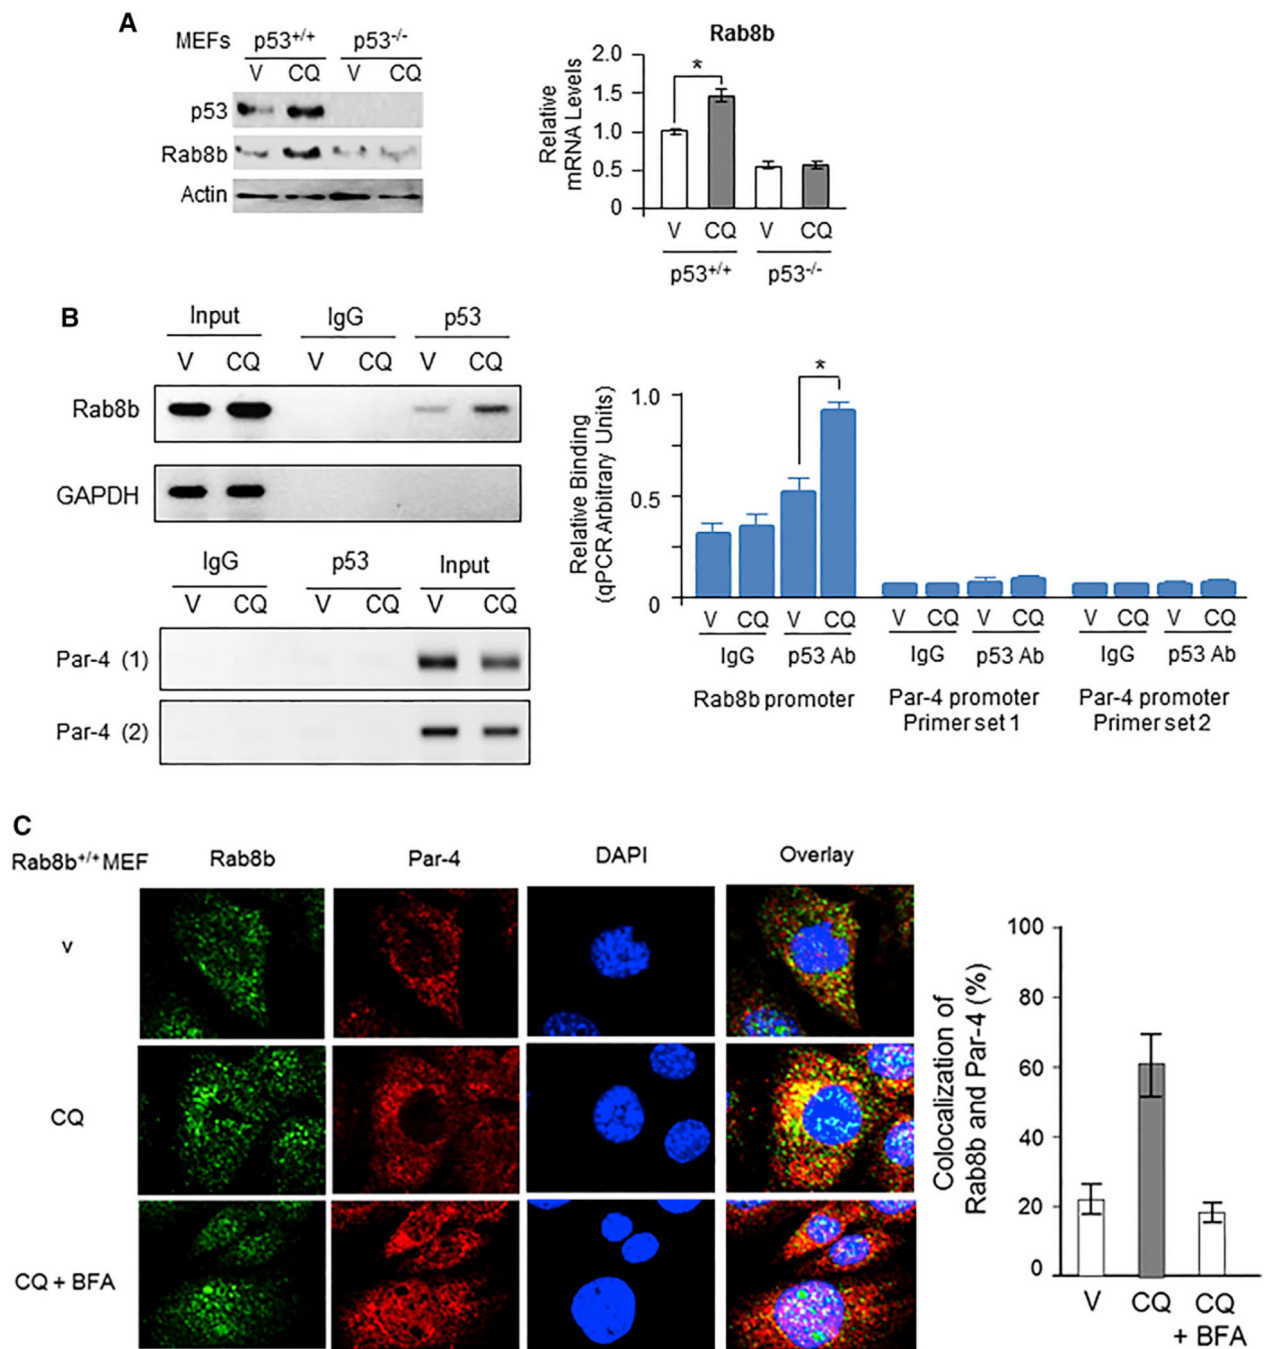 A
MEFs p53+/+ p53-/-
V CQ V CQ
p53
Rab8b
Actin
Rab8b
Relative
mRNA Levels
2.0
1.5
1.0
0.5
0
*
V CQ V CQ
p53+/+ p53-/-
B
Input IgG p53
V CQ V CQ V CQ
Rab8b
GAPDH
IgG p53 Input
V CQ V CQ V CQ
Par-4 (1)
Par-4 (2)
Relative Binding
(qPCR Arbitrary Units)
1.0
0.5
0
*
V CQ V CQ V CQ V CQ V CQ V CQ
IgG p53 Ab IgG p53 Ab IgG p53 Ab
Rab8b promoter
Par-4 promoter
Primer set 1
Par-4 promoter
Primer set 2
C
Rab8b+/+ MEF Rab8b Par-4 DAPI Overlay
v
CQ
CQ + BFA
Colocalization of
Rab8b and Par-4 (%)
100
80
60
40
20
0
V CQ CQ
+ BFA